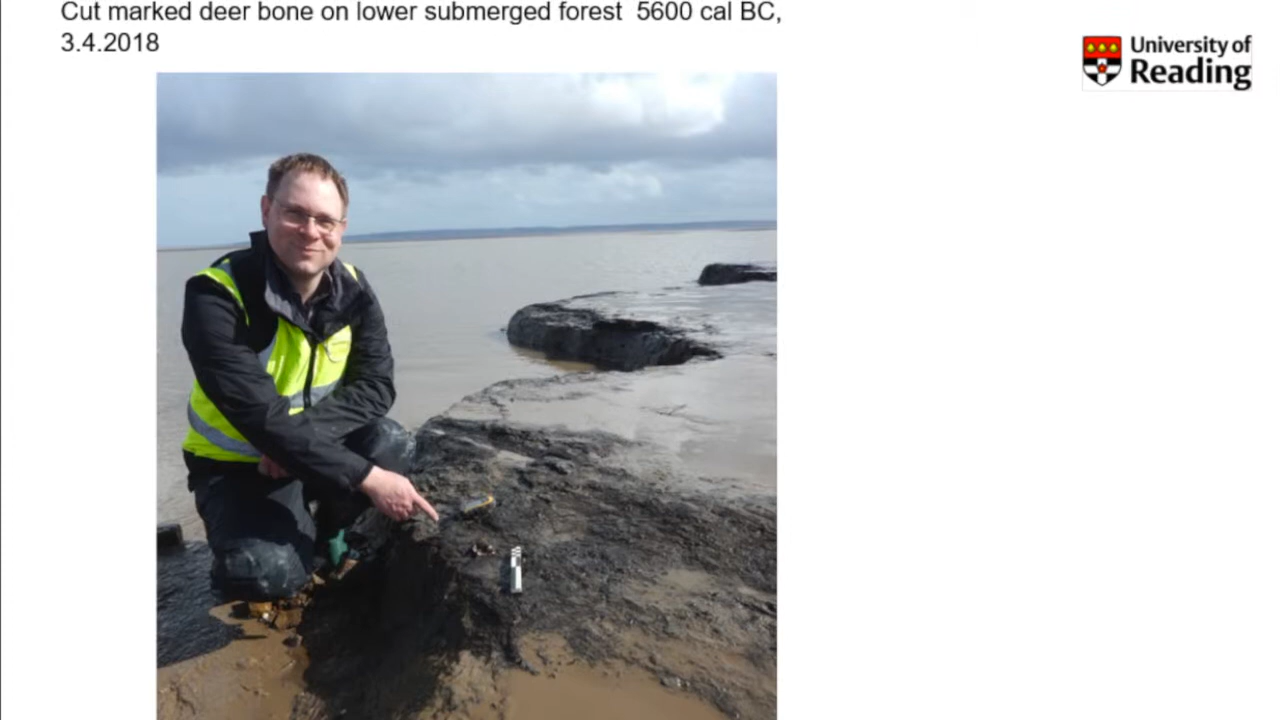 Cut marked deer bone on lower submerged forest  5600 cal BC,
3.4.2018
University of
Reading